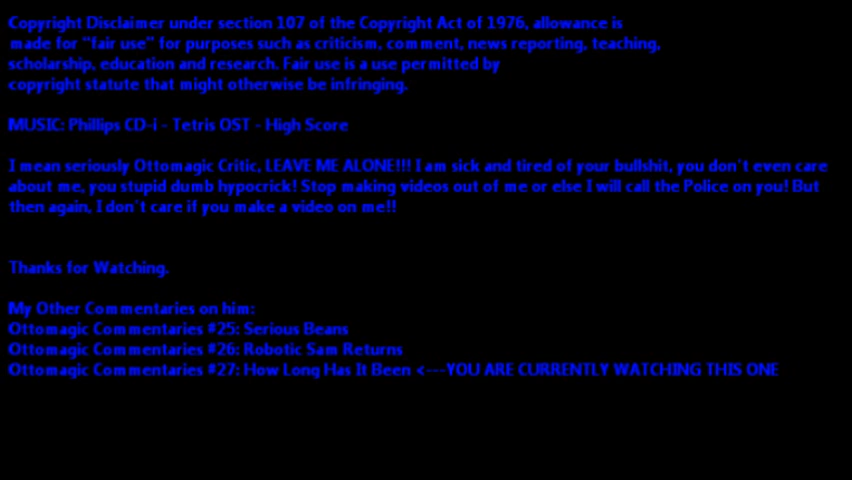 Copyright Disclaimer under section 107 of the Copyright Act of 1976, allowance is
made for "fair use" for purposes such as criticism, comment, news reporting, teaching,
scholarship, education and research. Fair use is a use permitted by
copyright statute that might otherwise be infringing.
MUSIC: Phillips CD-i - Tetris OST - High Score
I mean seriously Ottomagic Critic, LEAVE ME ALONE!!! I am sick and tired of your bullshit, you don't even care
about me, you stupid dumb hypocrick! Stop making videos out of me or else I will call the Police on you! But
then again, I don't care if you make a video on me!!
Thanks for Watching.
My Other Commentaries on him:
Ottomagic Commentaries #25: Serious Beans
Ottomagic Commentaries #26: Robotic Sam Returns
Ottomagic Commentaries #27: How Long Has It Been <---YOU ARE CURRENTLY WATCHING THIS ONE